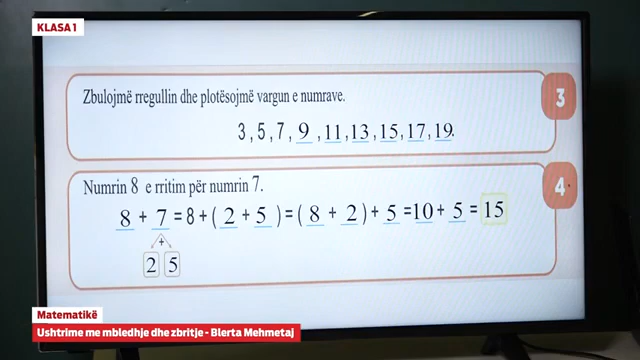 KLASA 1
Zbulojmë rregullin dhe plotësojmë vargun e numrave.
3
3, 5, 7, 9, 11, 13, 15, 17, 19.
Numrin 8 e rritim për numrin 7.
4
8 + 7 = 8 + ( 2 + 5 ) = ( 8 + 2 ) + 5 = 10 + 5 = 15
+
2 5
Matematikë
Ushtrime me mbledhje dhe zbritje - Blerta Mehmetaj